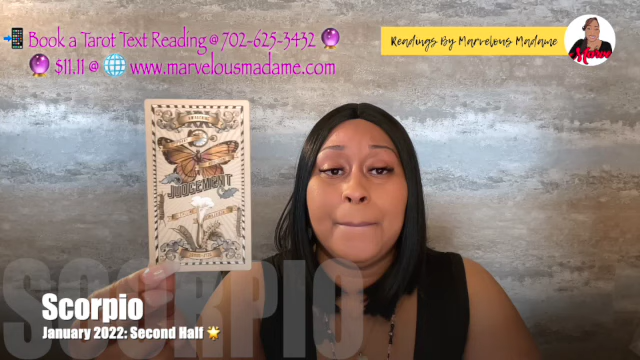 📲 Book a Tarot Text Reading @ 702-625-3432 🔮
🔮 $11.11 @ 🌐 www.marvelousmadame.com
Readings By Marvelous Madame
JUDGEMENT
SCORPIO
Scorpio
January 2022: Second Half 🌟